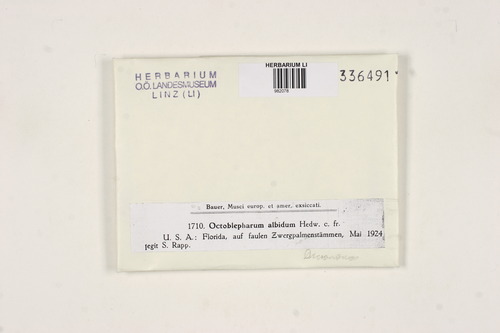 HERBARIUM
O.Ö. LANDESMUSEUM
LINZ (LI)
HERBARIUM LI
336491
Bauer, Musci europ. et amer. exsiccati.
1710. Octoblepharum albidum Hedw. c. fr.
U. S. A.: Florida, auf faulen Zwergpalmenstämmen, Mai 1924
legit S. Rapp.